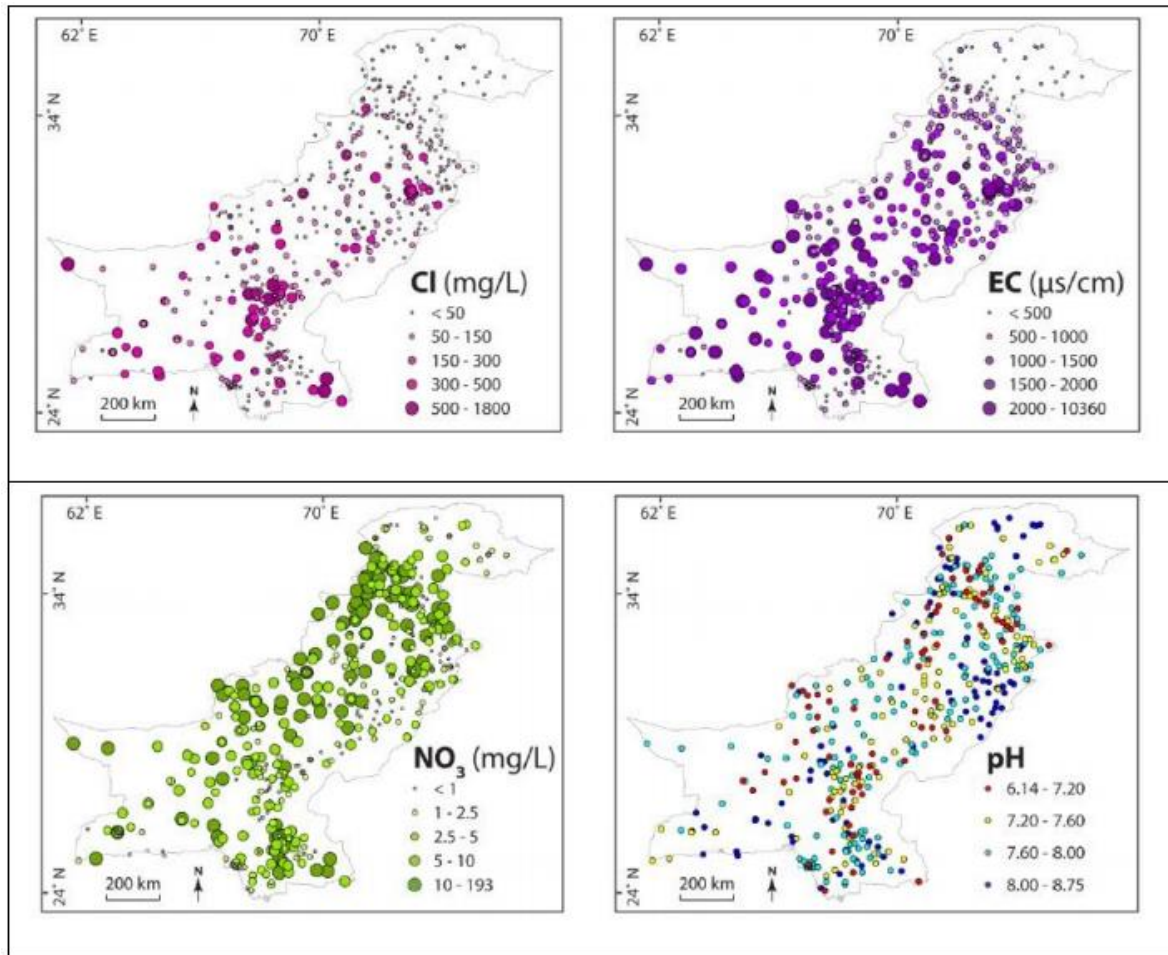 62° E 70° E
34° N
24° N
Cl (mg/L)
< 50
50 - 150
150 - 300
300 - 500
500 - 1800
N
200 km
62° E 70° E
34° N
24° N
EC (µs/cm)
< 500
500 - 1000
1000 - 1500
1500 - 2000
2000 - 10360
N
200 km
62° E 70° E
34° N
24° N
NO₃ (mg/L)
< 1
1 - 2.5
2.5 - 5
5 - 10
10 - 193
N
200 km
62° E 70° E
34° N
24° N
pH
6.14 - 7.20
7.20 - 7.60
7.60 - 8.00
8.00 - 8.75
N
200 km